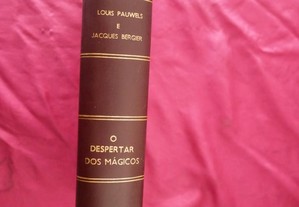 LOUIS PAUWELS
E
JACQUES BERGIER
O
DESPERTAR
DOS MÁGICOS